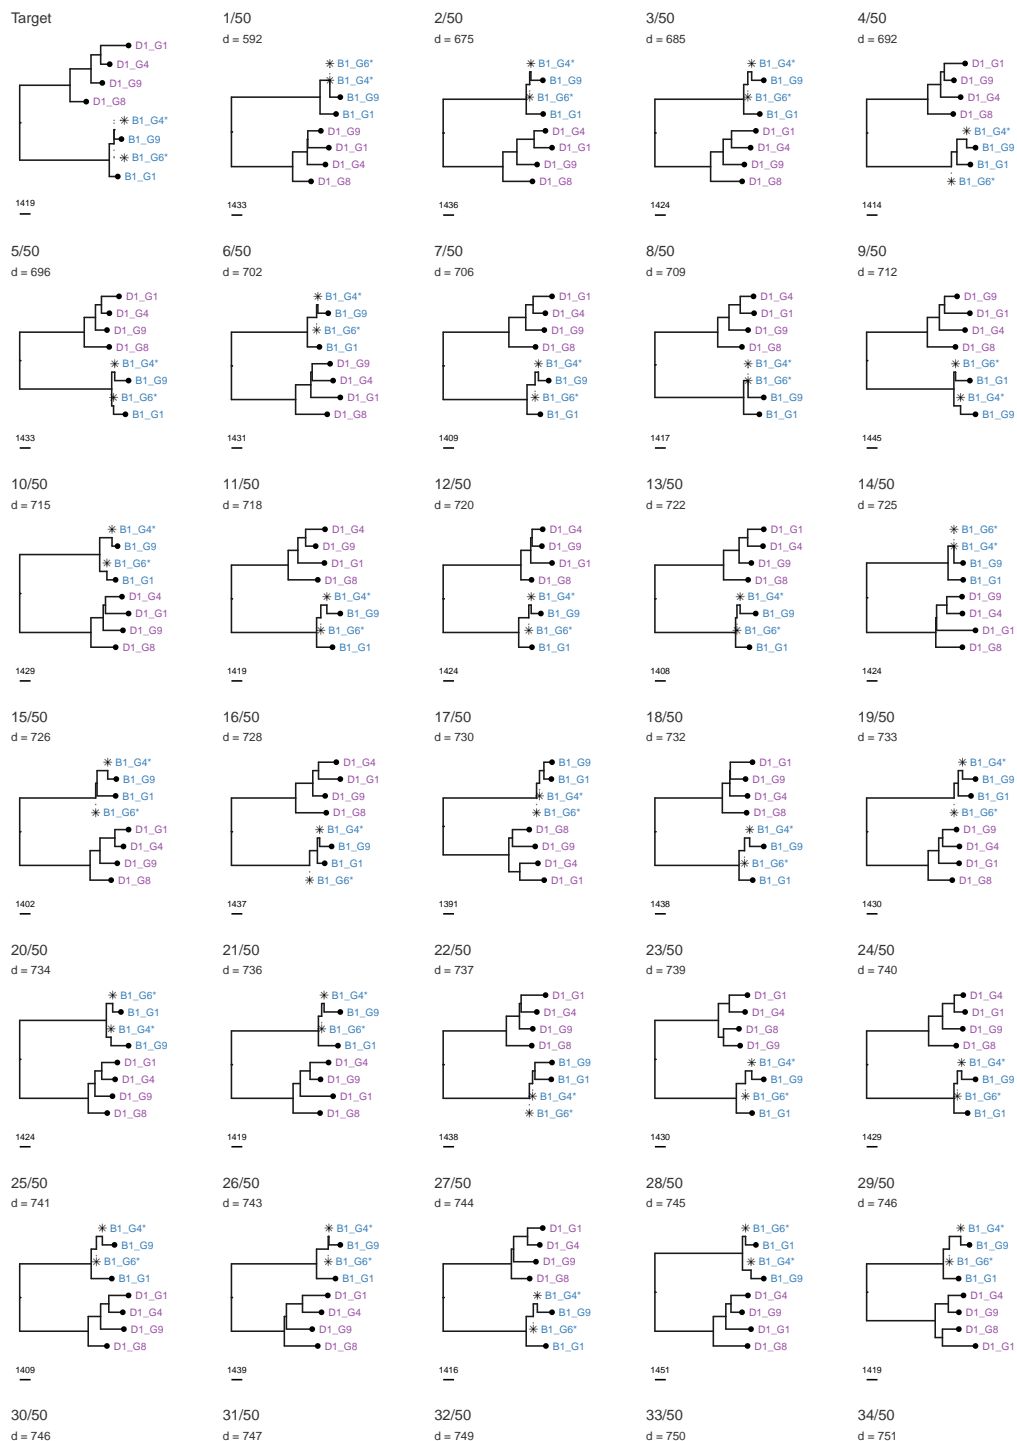 Target
D1_G1
D1_G4
D1_G9
D1_G8
B1_G4*
B1_G9
B1_G6*
B1_G1
1419
1/50
d = 592
B1_G6*
B1_G4*
B1_G9
B1_G1
D1_G9
D1_G1
D1_G4
D1_G8
1433
2/50
d = 675
B1_G4*
B1_G9
B1_G6*
B1_G1
D1_G4
D1_G1
D1_G9
D1_G8
1436
3/50
d = 685
B1_G4*
B1_G9
B1_G6*
B1_G1
D1_G1
D1_G4
D1_G9
D1_G8
1424
4/50
d = 692
D1_G1
D1_G9
D1_G4
D1_G8
B1_G4*
B1_G9
B1_G1
B1_G6*
1414
5/50
d = 696
D1_G1
D1_G4
D1_G9
D1_G8
B1_G4*
B1_G9
B1_G6*
B1_G1
1433
6/50
d = 702
B1_G4*
B1_G9
B1_G6*
B1_G1
D1_G9
D1_G4
D1_G1
D1_G8
1431
7/50
d = 706
D1_G1
D1_G4
D1_G9
D1_G8
B1_G4*
B1_G9
B1_G6*
B1_G1
1409
8/50
d = 709
D1_G4
D1_G1
D1_G9
D1_G8
B1_G4*
B1_G6*
B1_G9
B1_G1
1417
9/50
d = 712
D1_G9
D1_G1
D1_G4
D1_G8
B1_G6*
B1_G1
B1_G4*
B1_G9
1445
10/50
d = 715
B1_G4*
B1_G9
B1_G6*
B1_G1
D1_G4
D1_G1
D1_G9
D1_G8
1429
11/50
d = 718
D1_G4
D1_G9
D1_G1
D1_G8
B1_G4*
B1_G9
B1_G6*
B1_G1
1419
12/50
d = 720
D1_G4
D1_G9
D1_G1
D1_G8
B1_G4*
B1_G9
B1_G6*
B1_G1
1424
13/50
d = 722
D1_G1
D1_G4
D1_G9
D1_G8
B1_G4*
B1_G9
B1_G6*
B1_G1
1408
14/50
d = 725
B1_G6*
B1_G4*
B1_G9
B1_G1
D1_G9
D1_G4
D1_G1
D1_G8
1424
15/50
d = 726
B1_G4*
B1_G9
B1_G1
B1_G6*
D1_G1
D1_G4
D1_G9
D1_G8
1402
16/50
d = 728
D1_G4
D1_G1
D1_G9
D1_G8
B1_G4*
B1_G9
B1_G1
B1_G6*
1437
17/50
d = 730
B1_G9
B1_G1
B1_G4*
B1_G6*
D1_G8
D1_G9
D1_G4
D1_G1
1391
18/50
d = 732
D1_G1
D1_G9
D1_G4
D1_G8
B1_G4*
B1_G9
B1_G6*
B1_G1
1438
19/50
d = 733
B1_G4*
B1_G9
B1_G1
B1_G6*
D1_G9
D1_G4
D1_G1
D1_G8
1430
20/50
d = 734
B1_G6*
B1_G1
B1_G4*
B1_G9
D1_G1
D1_G4
D1_G9
D1_G8
1424
21/50
d = 736
B1_G4*
B1_G9
B1_G6*
B1_G1
D1_G4
D1_G9
D1_G1
D1_G8
1419
22/50
d = 737
D1_G1
D1_G4
D1_G9
D1_G8
B1_G9
B1_G1
B1_G4*
B1_G6*
1438
23/50
d = 739
D1_G1
D1_G4
D1_G8
D1_G9
B1_G4*
B1_G9
B1_G6*
B1_G1
1430
24/50
d = 740
D1_G4
D1_G1
D1_G9
D1_G8
B1_G4*
B1_G9
B1_G6*
B1_G1
1429
25/50
d = 741
B1_G4*
B1_G9
B1_G6*
B1_G1
D1_G1
D1_G4
D1_G9
D1_G8
1409
26/50
d = 743
B1_G4*
B1_G9
B1_G6*
B1_G1
D1_G1
D1_G4
D1_G9
D1_G8
1439
27/50
d = 744
D1_G1
D1_G4
D1_G9
D1_G8
B1_G4*
B1_G9
B1_G6*
B1_G1
1416
28/50
d = 745
B1_G6*
B1_G1
B1_G4*
B1_G9
D1_G4
D1_G9
D1_G1
D1_G8
1451
29/50
d = 746
B1_G4*
B1_G9
B1_G6*
B1_G1
D1_G4
D1_G9
D1_G8
D1_G1
1419
30/50
d = 746
31/50
d = 747
32/50
d = 749
33/50
d = 750
34/50
d = 751